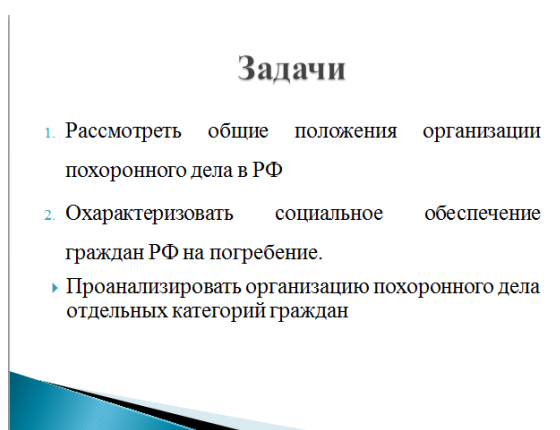 Задачи
1. Рассмотреть общие положения организации
похоронного дела в РФ
2. Охарактеризовать социальное обеспечение
граждан РФ на погребение.
Проанализировать организацию похоронного дела
отдельных категорий граждан